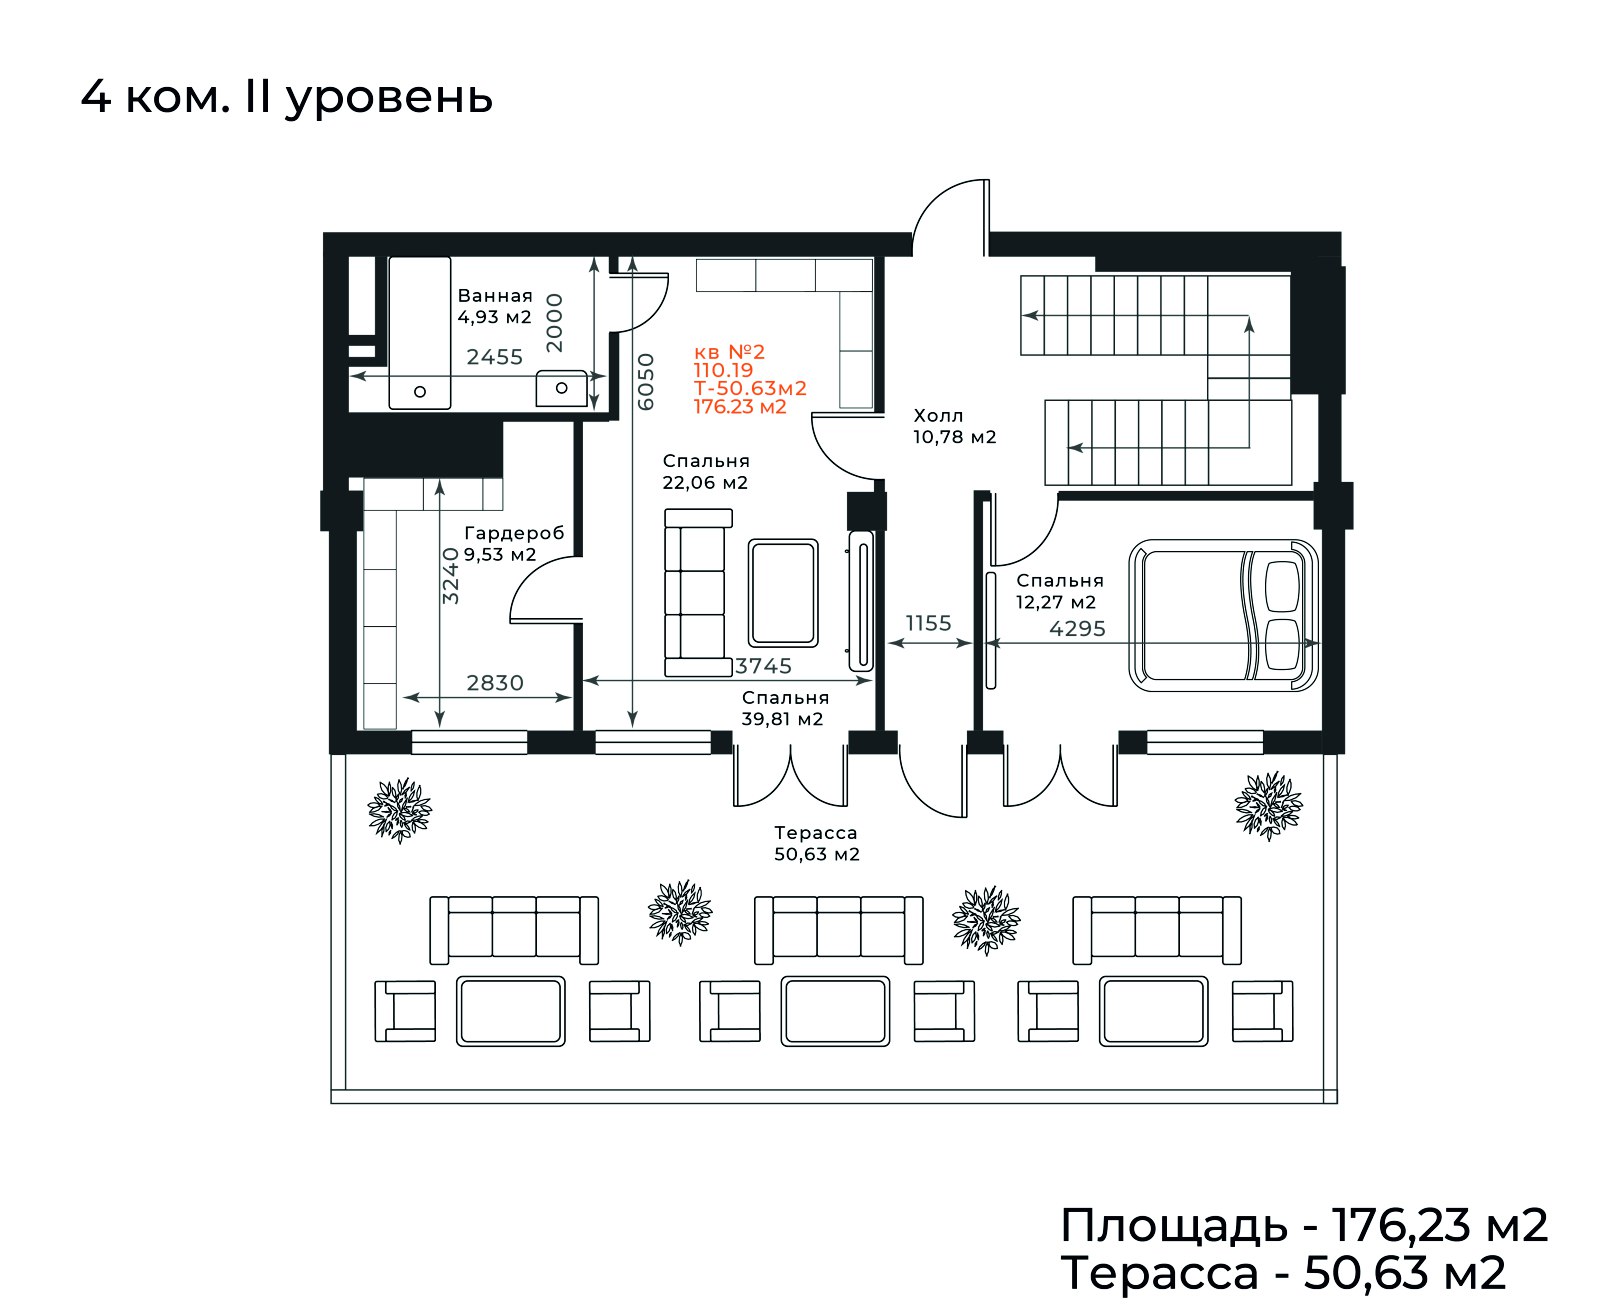 4 ком. II уровень
Ванная
4,93 м2
2000
2455
6050
кв №2
110.19
Т-50.63м2
176.23 м2
Холл
10,78 м2
Спальня
22,06 м2
Гардероб
9,53 м2
3240
Спальня
12,27 м2
1155
4295
3745
2830
Спальня
39,81 м2
Терасса
50,63 м2
Площадь - 176,23 м2
Терасса - 50,63 м2